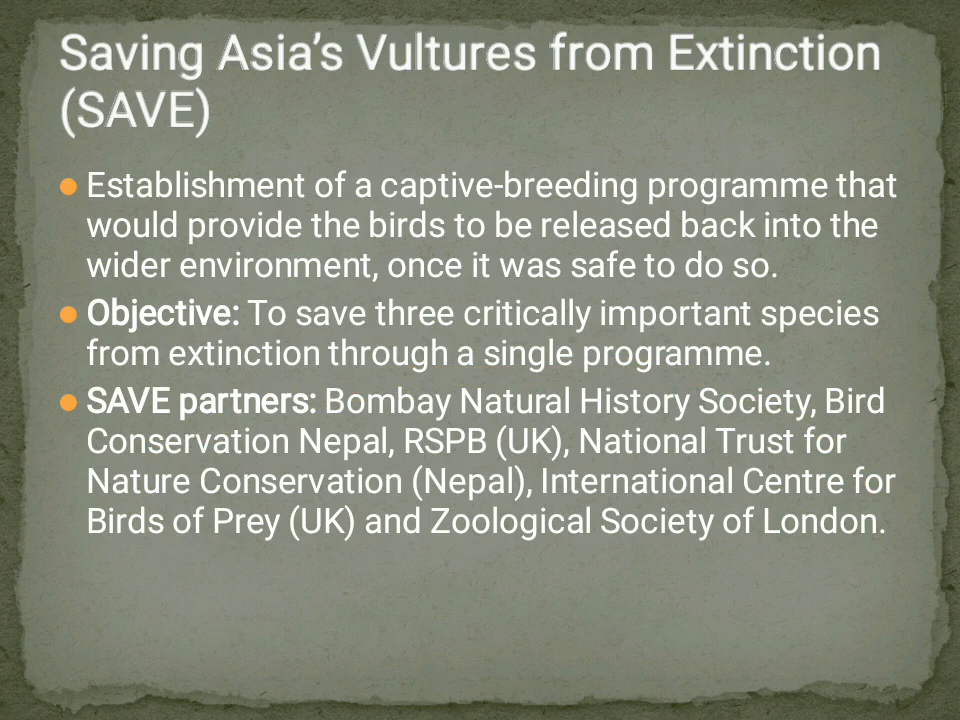 Saving Asia’s Vultures from Extinction
(SAVE)
Establishment of a captive-breeding programme that
would provide the birds to be released back into the
wider environment, once it was safe to do so.
Objective: To save three critically important species
from extinction through a single programme.
SAVE partners: Bombay Natural History Society, Bird
Conservation Nepal, RSPB (UK), National Trust for
Nature Conservation (Nepal), International Centre for
Birds of Prey (UK) and Zoological Society of London.